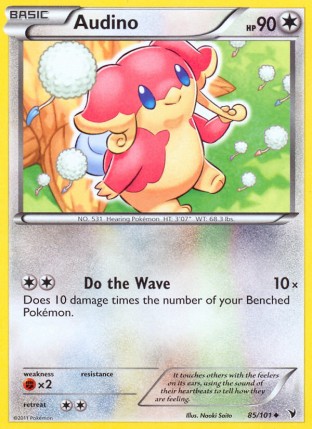 BASIC
Audino
HP 90
NO. 531 Hearing Pokémon HT: 3'07" WT: 68.3 lbs.
Do the Wave 10×
Does 10 damage times the number of your Benched
Pokémon.
weakness resistance
×2
retreat
It touches others with the feelers
on its ears, using the sound of
their heartbeats to tell how they
are feeling.
©2011 Pokémon
Illus. Naoki Saito 85/101